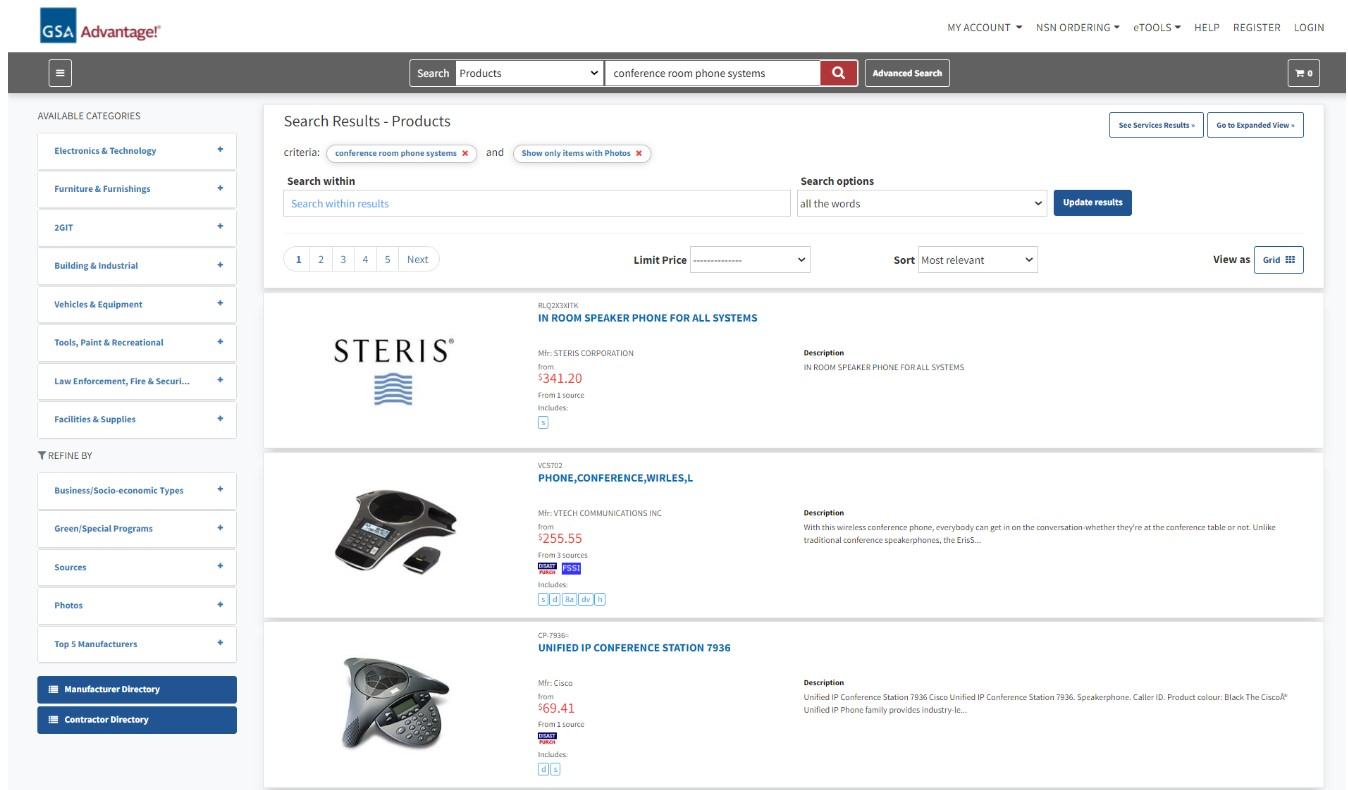 GSA Advantage!®
MY ACCOUNT NSN ORDERING eTOOLS HELP REGISTER LOGIN
Search Products conference room phone systems Advanced Search 0
AVAILABLE CATEGORIES
Electronics & Technology +
Furniture & Furnishings +
2GIT +
Building & Industrial +
Vehicles & Equipment +
Tools, Paint & Recreational +
Law Enforcement, Fire & Securi... +
Facilities & Supplies +
REFINE BY
Business/Socio-economic Types +
Green/Special Programs +
Sources +
Photos +
Top 5 Manufacturers +
Manufacturer Directory
Contractor Directory
Search Results - Products
See Services Results » Go to Expanded View »
criteria: conference room phone systems × and Show only items with Photos ×
Search within Search options
Search within results all the words Update results
1 2 3 4 5 Next Limit Price -------------- Sort Most relevant View as Grid
STERIS®
RLQ2X3XITK
IN ROOM SPEAKER PHONE FOR ALL SYSTEMS
Mfr: STERIS CORPORATION
from
$341.20
From 1 source
Includes:
s
Description
IN ROOM SPEAKER PHONE FOR ALL SYSTEMS
VCS702
PHONE,CONFERENCE,WIRLES,L
Mfr: VTECH COMMUNICATIONS INC
from
$255.55
From 3 sources
DISAST PURCH FSSI
Includes:
s d 8a dv h
Description
With this wireless conference phone, everybody can get in on the conversation-whether they're at the conference table or not. Unlike
traditional conference speakerphones, the ErisS...
CP-7936=
UNIFIED IP CONFERENCE STATION 7936
Mfr: Cisco
from
$69.41
From 1 source
DISAST PURCH
Includes:
d s
Description
Unified IP Conference Station 7936 Cisco Unified IP Conference Station 7936. Speakerphone. Caller ID. Product colour: Black The CiscoÂ®
Unified IP Phone family provides industry-le...